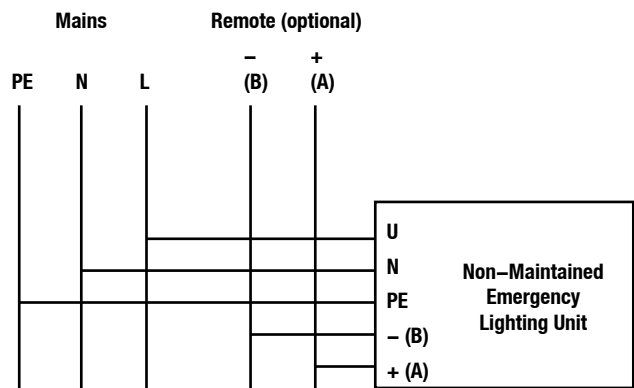 Mains Remote (optional)
– +
PE N L (B) (A)
U
N
PE
– (B)
+ (A)
Non–Maintained
Emergency
Lighting Unit